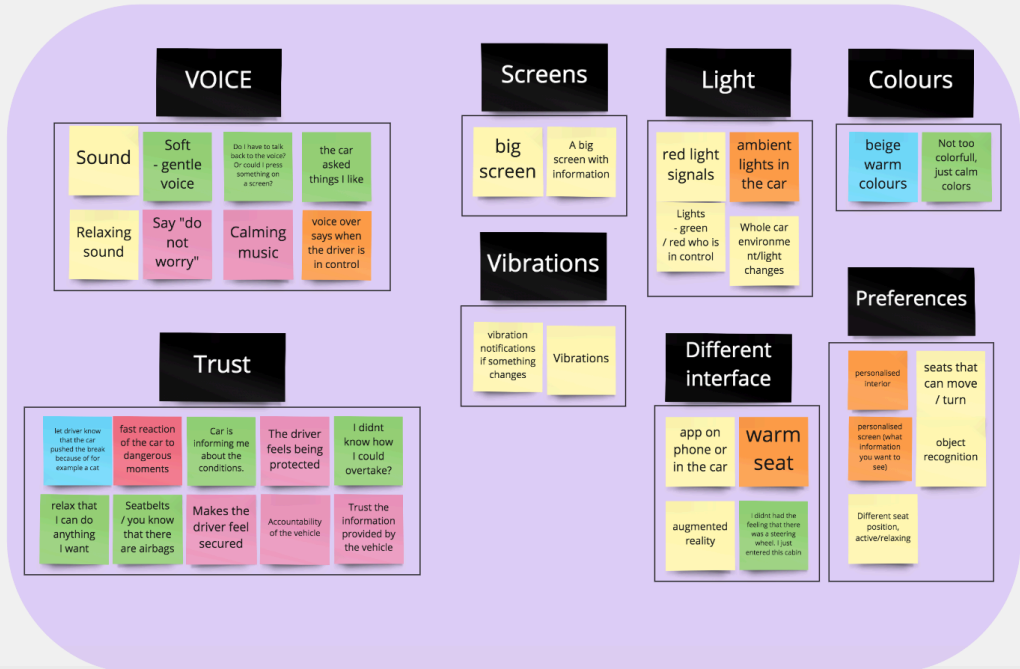 VOICE
Sound
Soft
- gentle
voice
Do I have to talk
back to the voice?
Or could I press
something on
a screen?
the car
asked
things I like
Relaxing
sound
Say "do
not
worry"
Calming
music
voice over
says when
the driver is
in control
Screens
big
screen
A big
screen with
information
Light
red light
signals
ambient
lights in
the car
Lights
- green
/ red who is
in control
Whole car
environme
nt/light
changes
Colours
beige
warm
colours
Not too
colorfull,
just calm
colors
Vibrations
vibration
notifications
if something
changes
Vibrations
Trust
let driver know
that the car
pushed the break
because of for
example a cat
fast reaction
of the car to
dangerous
moments
Car is
informing me
about the
conditions.
The driver
feels being
protected
I didnt
know how
I could
overtake?
relax that
I can do
anything
I want
Seatbelts
/ you know
that there
are airbags
Makes the
driver feel
secured
Accountability
of the vehicle
Trust the
information
provided by
the vehicle
Different
interface
app on
phone or
in the car
warm
seat
augmented
reality
I didnt had the
feeling that there
was a steering
wheel. I just
entered this cabin
Preferences
personalised
interior
seats that
can move
/ turn
personalised
screen (what
information
you want to
see)
object
recognition
Different seat
position,
active/relaxing